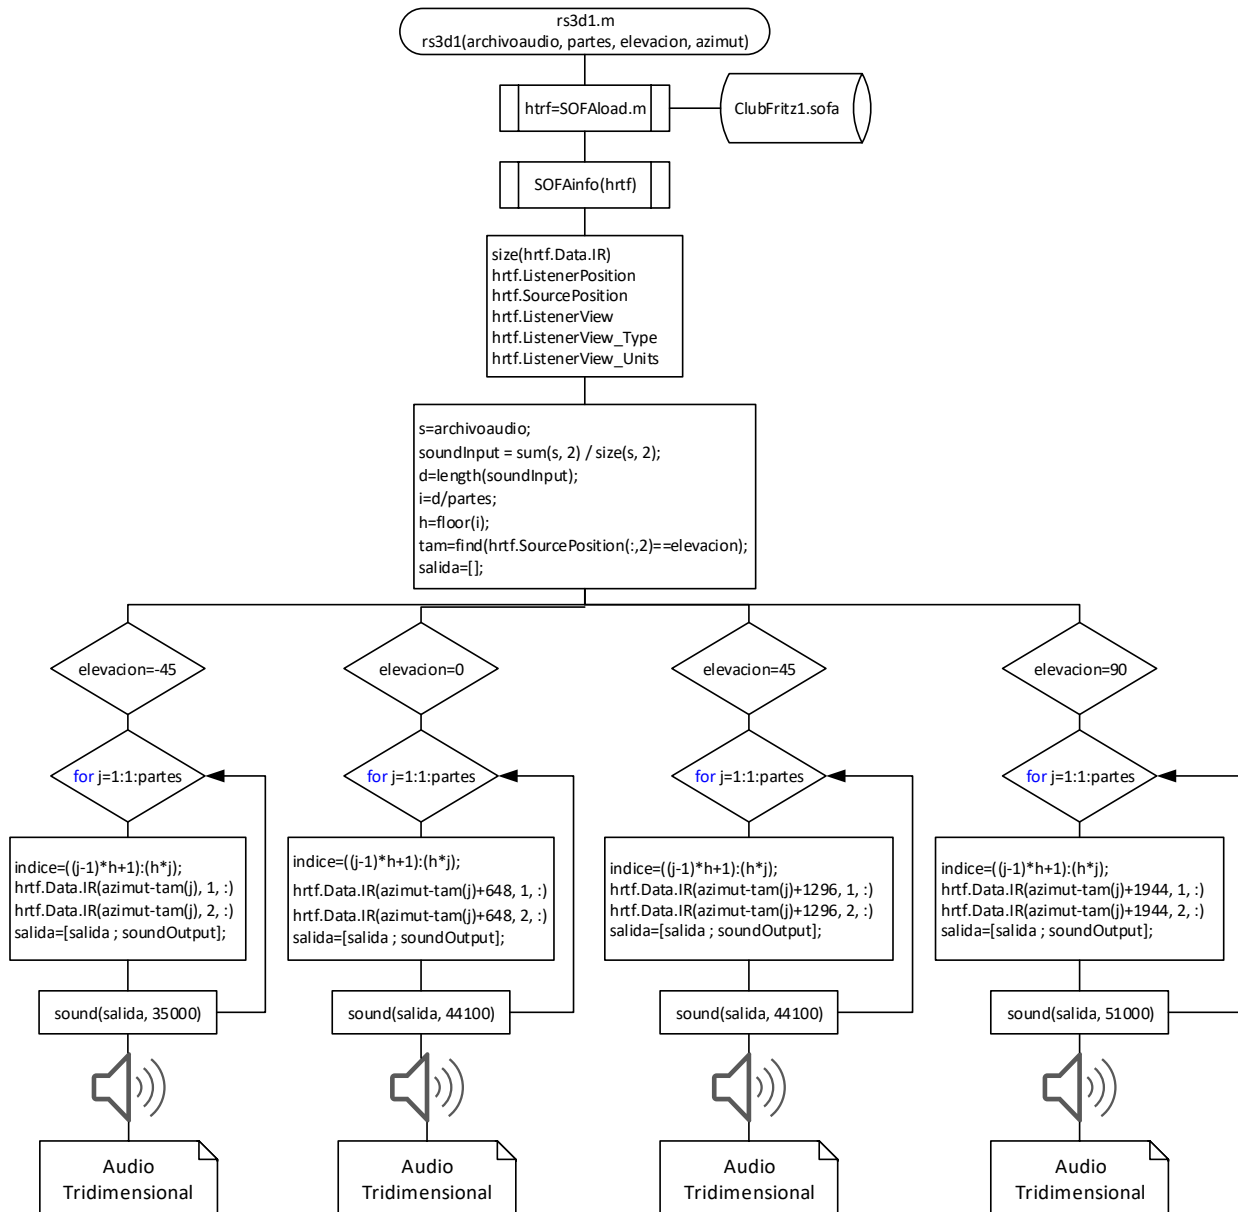 rs3d1.m
rs3d1(archivoaudio, partes, elevacion, azimut)
htrf=SOFAload.m
ClubFritz1.sofa
SOFAinfo(hrtf)
size(hrtf.Data.IR)
hrtf.ListenerPosition
hrtf.SourcePosition
hrtf.ListenerView
hrtf.ListenerView_Type
hrtf.ListenerView_Units
s=archivoaudio;
soundInput = sum(s, 2) / size(s, 2);
d=length(soundInput);
i=d/partes;
h=floor(i);
tam=find(hrtf.SourcePosition(:,2)==elevacion);
salida=[];
elevacion=-45
for j=1:1:partes
indice=((j-1)*h+1):(h*j);
hrtf.Data.IR(azimut-tam(j), 1, :)
hrtf.Data.IR(azimut-tam(j), 2, :)
salida=[salida ; soundOutput];
sound(salida, 35000)
Audio
Tridimensional
elevacion=0
for j=1:1:partes
indice=((j-1)*h+1):(h*j);
hrtf.Data.IR(azimut-tam(j)+648, 1, :)
hrtf.Data.IR(azimut-tam(j)+648, 2, :)
salida=[salida ; soundOutput];
sound(salida, 44100)
Audio
Tridimensional
elevacion=45
for j=1:1:partes
indice=((j-1)*h+1):(h*j);
hrtf.Data.IR(azimut-tam(j)+1296, 1, :)
hrtf.Data.IR(azimut-tam(j)+1296, 2, :)
salida=[salida ; soundOutput];
sound(salida, 44100)
Audio
Tridimensional
elevacion=90
for j=1:1:partes
indice=((j-1)*h+1):(h*j);
hrtf.Data.IR(azimut-tam(j)+1944, 1, :)
hrtf.Data.IR(azimut-tam(j)+1944, 2, :)
salida=[salida ; soundOutput];
sound(salida, 51000)
Audio
Tridimensional